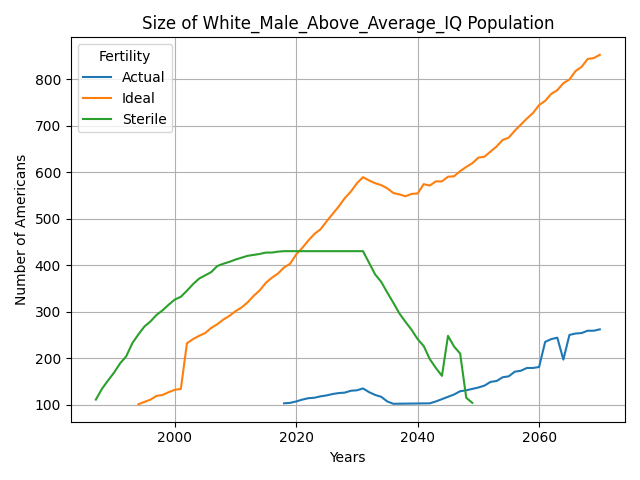 Size of White_Male_Above_Average_IQ Population
Fertility
Actual
Ideal
Sterile
Number of Americans
800
700
600
500
400
300
200
100
2000
2020
2040
2060
Years